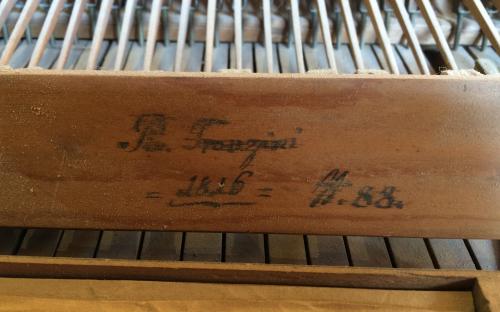 R. Franzini
= 1816 = N. 88.